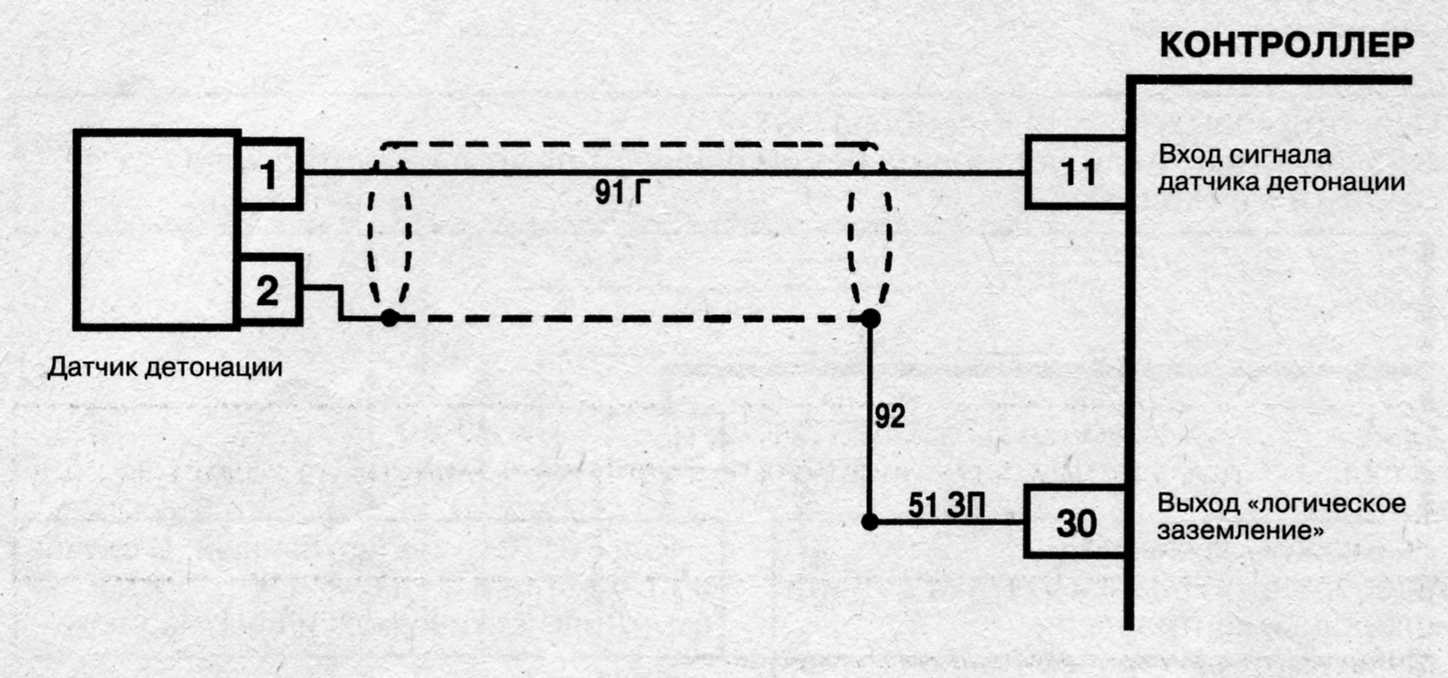 КОНТРОЛЛЕР
1
91 Г
11
Вход сигнала
датчика детонации
2
Датчик детонации
92
51 ЗП
30
Выход «логическое
заземление»